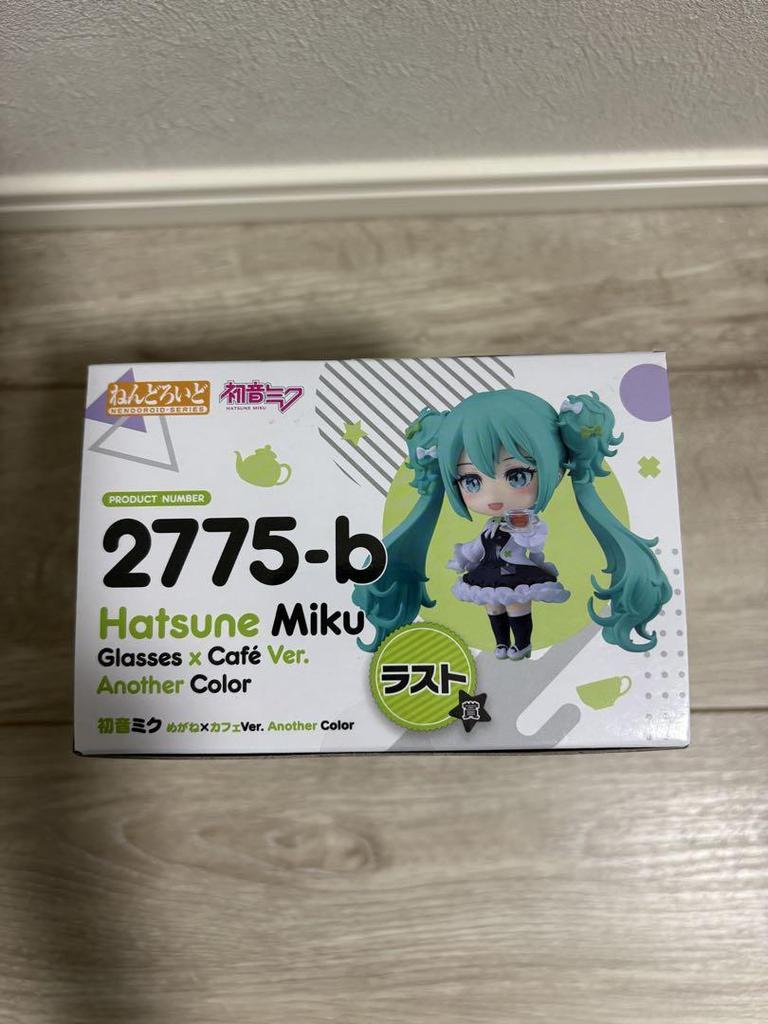 ねんどろいど
NENDOROID-SERIES
初音ミク
HATSUNE MIKU
PRODUCT NUMBER
2775-b
Hatsune Miku
Glasses x Café Ver.
Another Color
初音ミク めがね×カフェVer. Another Color
ラスト
賞